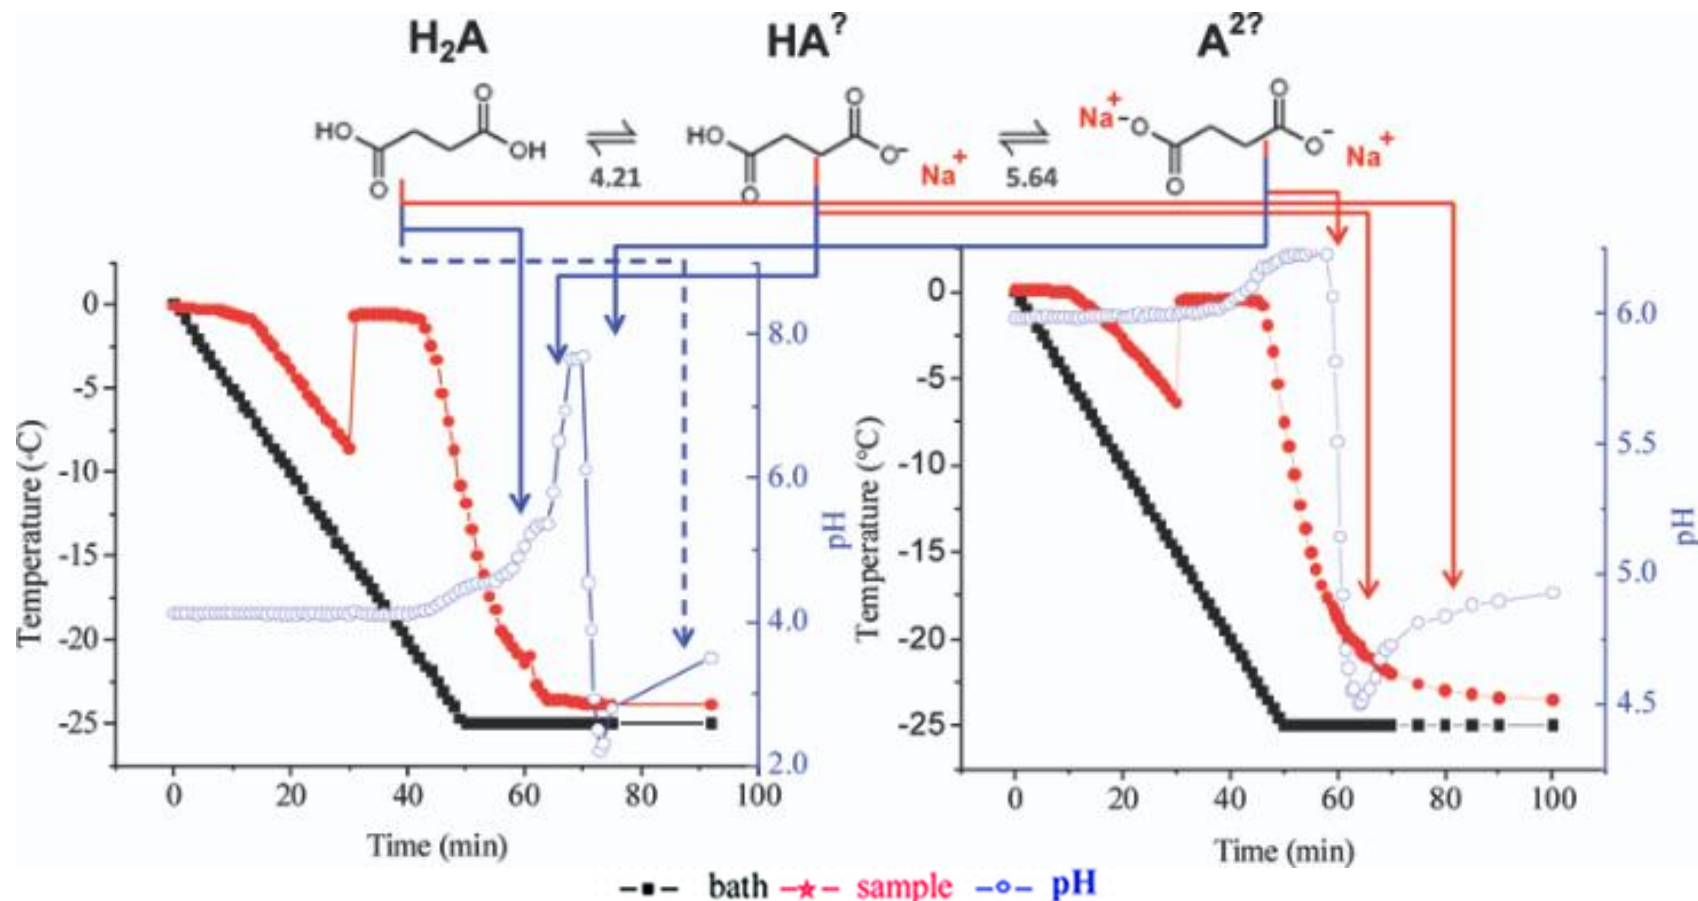 H₂A HA? A²?
HO O OH O
HO O O O⁻ Na⁺
Na⁺-O O O O⁻ Na⁺
4.21 5.64
0 -5 -10 -15 -20 -25
Temperature (◦C)
8.0 6.0 4.0 2.0
pH
0 20 40 60 80 100
Time (min)
0 -5 -10 -15 -20 -25
Temperature (°C)
6.0 5.5 5.0 4.5
pH
0 20 40 60 80 100
Time (min)
bath sample pH